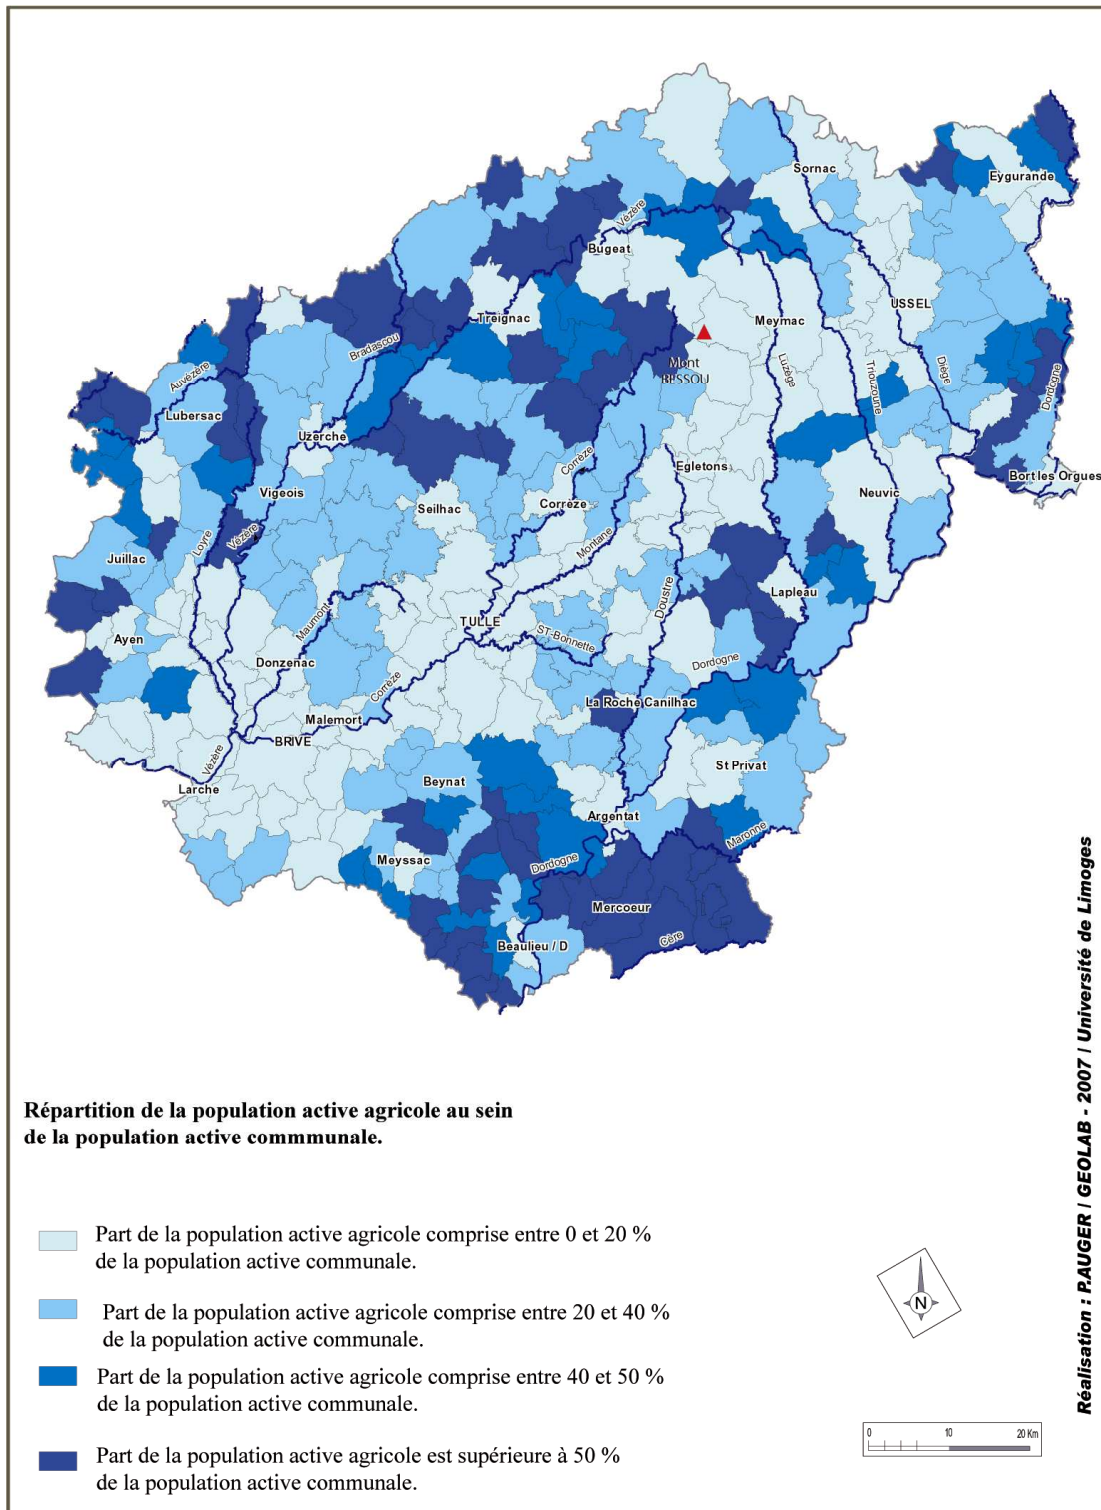 Sornac
Eygurande
Vézère
Bugeat
USSEL
Treignac
Meymac
Bradascou
Mont
BESSOU
Luzège
Triouzoune
Diège
Dordogne
Auvézère
Lubersac
Uzerche
Corrèze
Egletons
Bort les Orgues
Vigeois
Seilhac
Corrèze
Neuvic
Loyre
Vézère
Montane
Juillac
Doustre
Lapleau
Ayen
Maumont
TULLE
ST-Bonnette
Donzenac
Dordogne
Corrèze
La Roche Canilhac
Malemort
BRIVE
Vézère
St Privat
Larche
Beynat
Argentat
Maronne
Meyssac
Dordogne
Mercoeur
Beaulieu / D
Cère
Répartition de la population active agricole au sein
de la population active commmunale.
Part de la population active agricole comprise entre 0 et 20 %
de la population active communale.
Part de la population active agricole comprise entre 20 et 40 %
de la population active communale.
Part de la population active agricole comprise entre 40 et 50 %
de la population active communale.
Part de la population active agricole est supérieure à 50 %
de la population active communale.
N
0 10 20 Km
Réalisation : P.AUGER / GEOLAB - 2007 / Université de Limoges